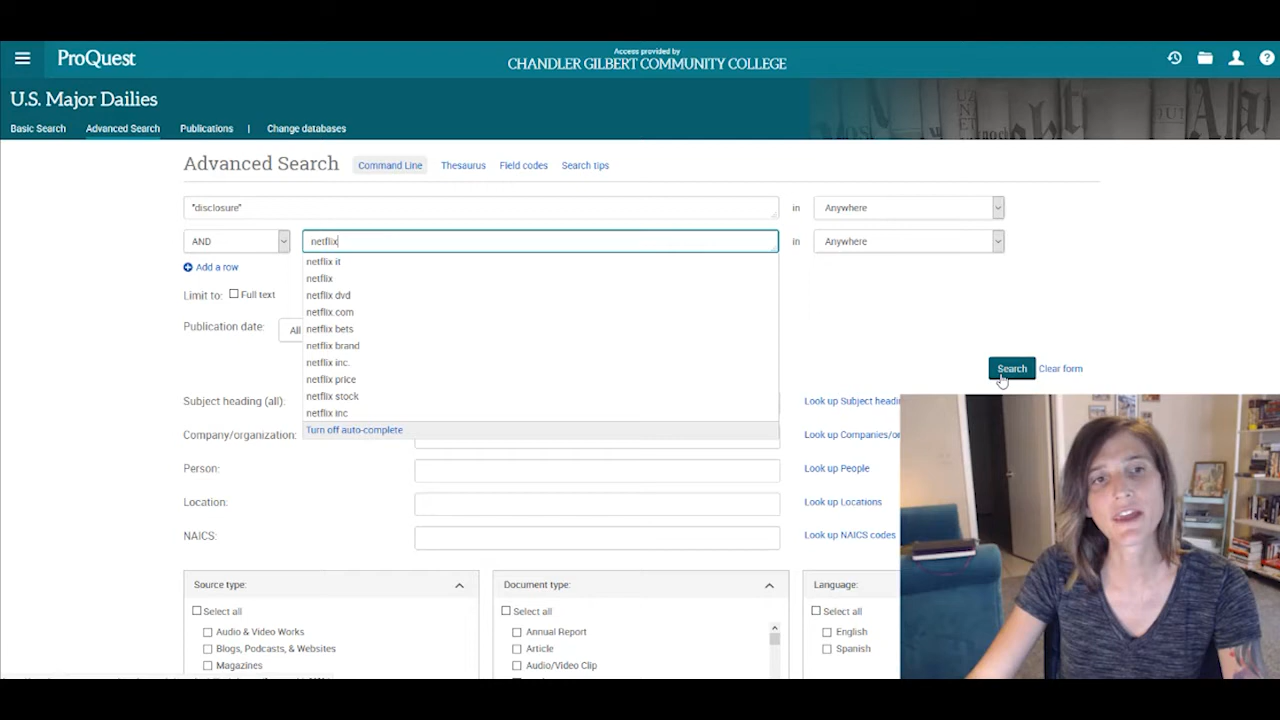 ProQuest
Access provided by
CHANDLER GILBERT COMMUNITY COLLEGE
U.S. Major Dailies
Basic Search Advanced Search Publications | Change databases
Advanced Search Command Line Thesaurus Field codes Search tips
"disclosure" in Anywhere
AND netflix in Anywhere
Add a row
netflix it
netflix
netflix dvd
netflix.com
netflix bets
netflix brand
netflix inc.
netflix price
netflix stock
netflix inc
Turn off auto-complete
Limit to: Full text
Publication date: All
Search Clear form
Subject heading (all): Look up Subject headi
Company/organization: Look up Companies/or
Person: Look up People
Location: Look up Locations
NAICS: Look up NAICS codes
Source type: Document type: Language:
Select all Select all Select all
Audio & Video Works Annual Report English
Blogs, Podcasts, & Websites Article Spanish
Magazines Audio/Video Clip